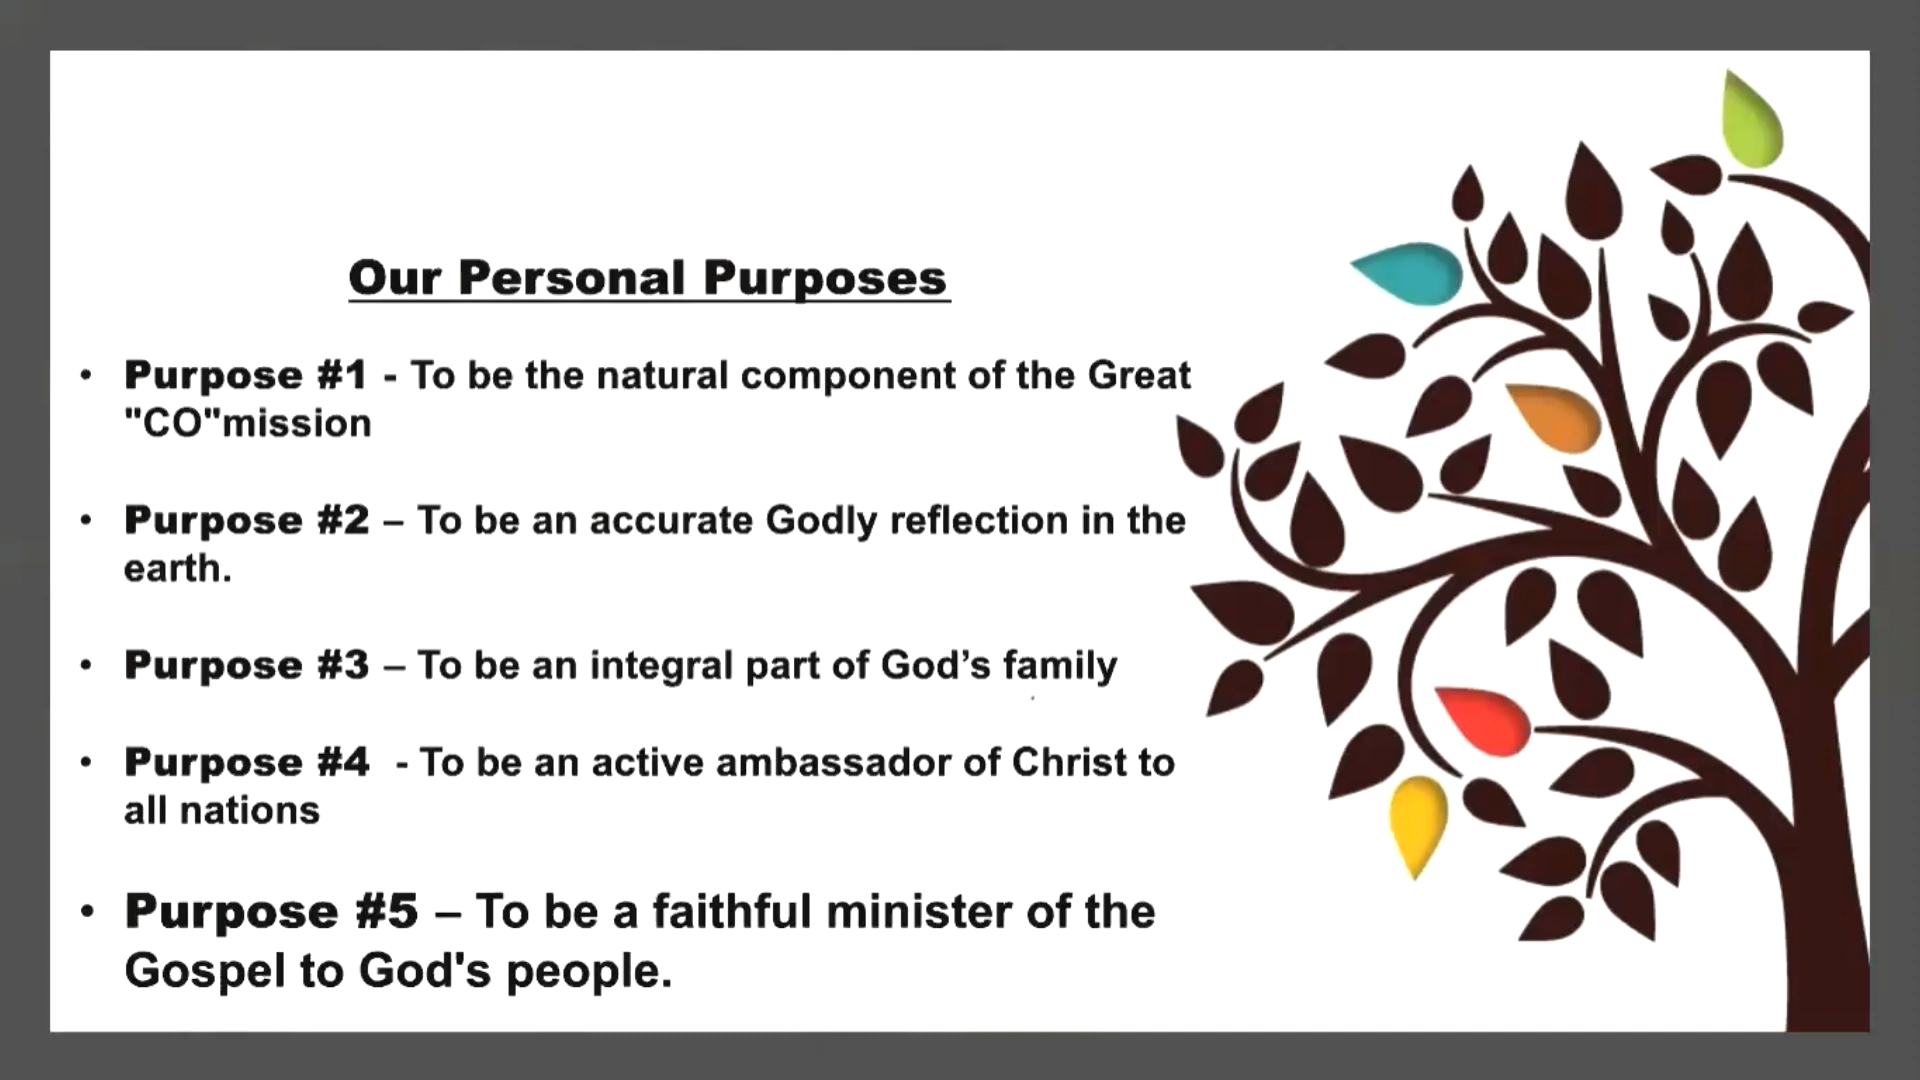 Our Personal Purposes
• Purpose #1 - To be the natural component of the Great
"CO"mission
• Purpose #2 – To be an accurate Godly reflection in the
earth.
• Purpose #3 – To be an integral part of God’s family
• Purpose #4  - To be an active ambassador of Christ to
all nations
• Purpose #5 – To be a faithful minister of the
Gospel to God's people.